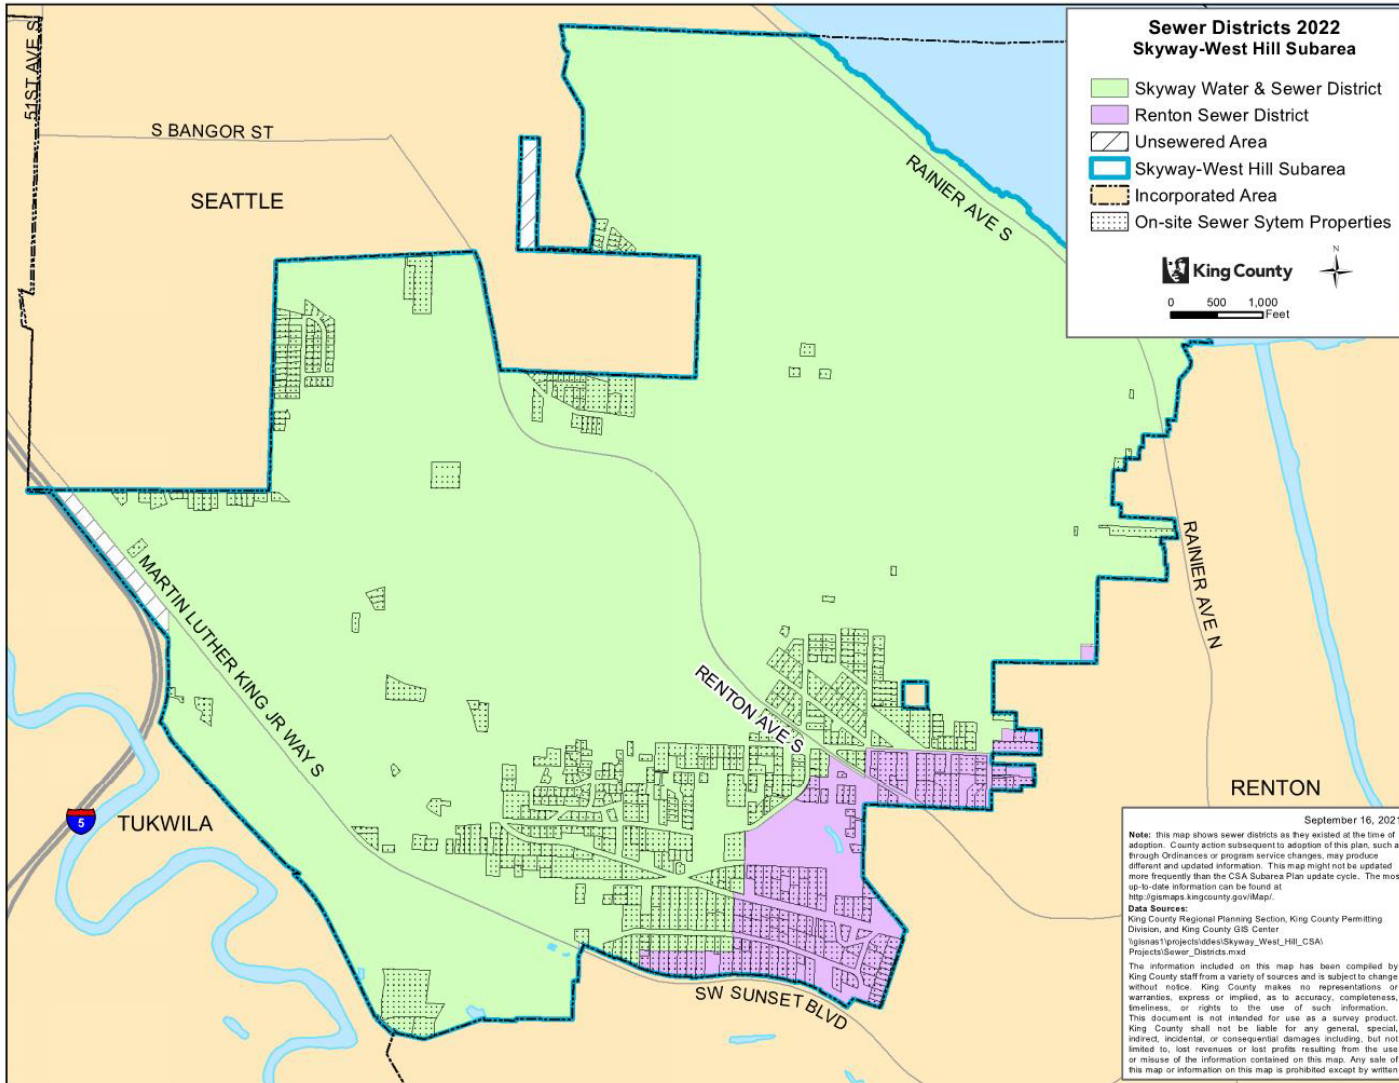 Sewer Districts 2022
Skyway-West Hill Subarea
Skyway Water & Sewer District
Renton Sewer District
Unsewered Area
Skyway-West Hill Subarea
Incorporated Area
On-site Sewer Sytem Properties
King County
N
0 500 1,000
Feet
51ST AVE S
S BANGOR ST
SEATTLE
RAINIER AVE S
MARTIN LUTHER KING JR WAY S
RENTON AVE S
RAINIER AVE N
5
TUKWILA
RENTON
SW SUNSET BLVD
September 16, 2021
Note: this map shows sewer districts as they existed at the time of
adoption. County action subsequent to adoption of this plan, such a
through Ordinances or program service changes, may produce
different and updated information. This map might not be updated
more frequently than the CSA Subarea Plan update cycle. The mos
up-to-date information can be found at
http://gismaps.kingcounty.gov/iMap/.
Data Sources:
King County Regional Planning Section, King County Permitting
Division, and King County GIS Center
\\gisnas1\projects\ddes\Skyway_West_Hill_CSA\
Projects\Sewer_Districts.mxd
The information included on this map has been compiled by
King County staff from a variety of sources and is subject to change
without notice. King County makes no representations or
warranties, express or implied, as to accuracy, completeness,
timeliness, or rights to the use of such information.
This document is not intended for use as a survey product.
King County shall not be liable for any general, special,
indirect, incidental, or consequential damages including, but not
limited to, lost revenues or lost profits resulting from the use
or misuse of the information contained on this map. Any sale of
this map or information on this map is prohibited except by written